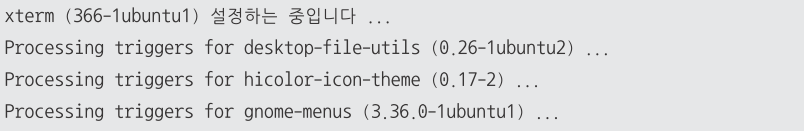 xterm (366-1ubuntu1) 설정하는 중입니다 ...
Processing triggers for desktop-file-utils (0.26-1ubuntu2) ...
Processing triggers for hicolor-icon-theme (0.17-2) ...
Processing triggers for gnome-menus (3.36.0-1ubuntu1) ...